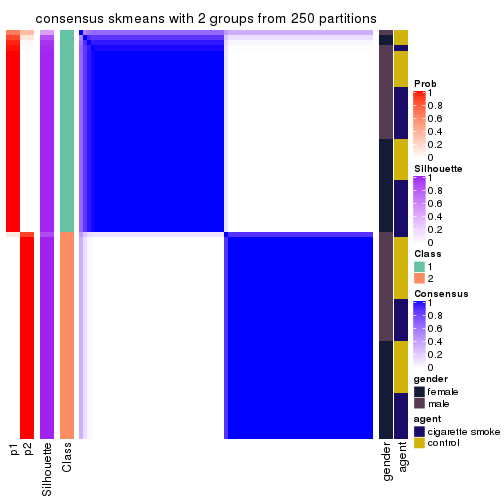 consensus skmeans with 2 groups from 250 partitions
Prob
1
0.8
0.6
0.4
0.2
0
Silhouette
1
0.8
0.6
0.4
0.2
0
Class
1
2
Consensus
1
0.8
0.6
0.4
0.2
0
gender
female
male
agent
cigarette smoke
control
p1
p2
Silhouette
Class
gender
agent